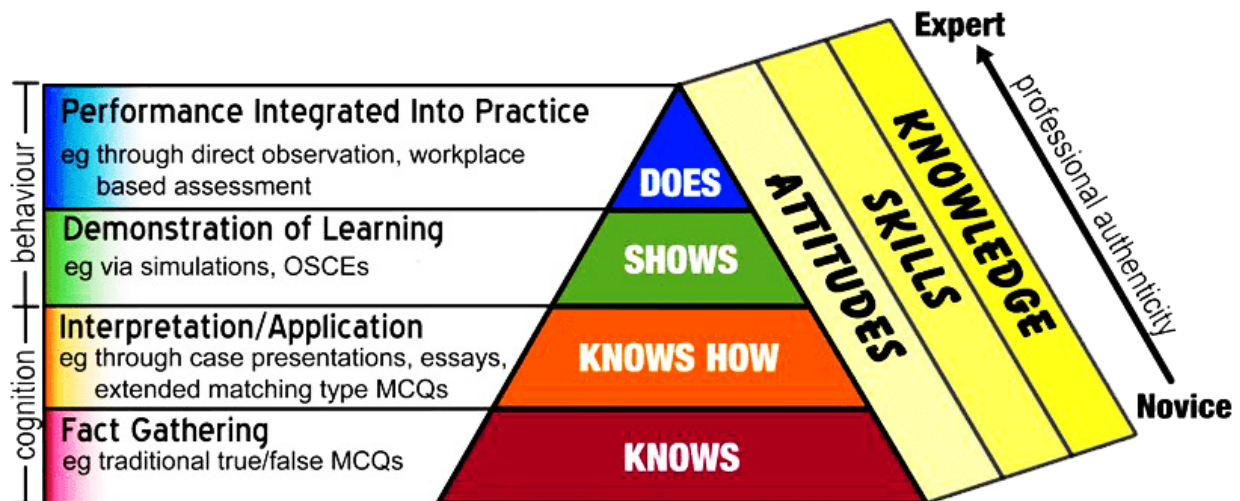 Expert
professional authenticity
Novice
behaviour
cognition
Performance Integrated Into Practice
eg through direct observation, workplace
based assessment
DOES
Demonstration of Learning
eg via simulations, OSCEs
SHOWS
Interpretation/Application
eg through case presentations, essays,
extended matching type MCQs
KNOWS HOW
Fact Gathering
eg traditional true/false MCQs
KNOWS
ATTITUDES
SKILLS
KNOWLEDGE